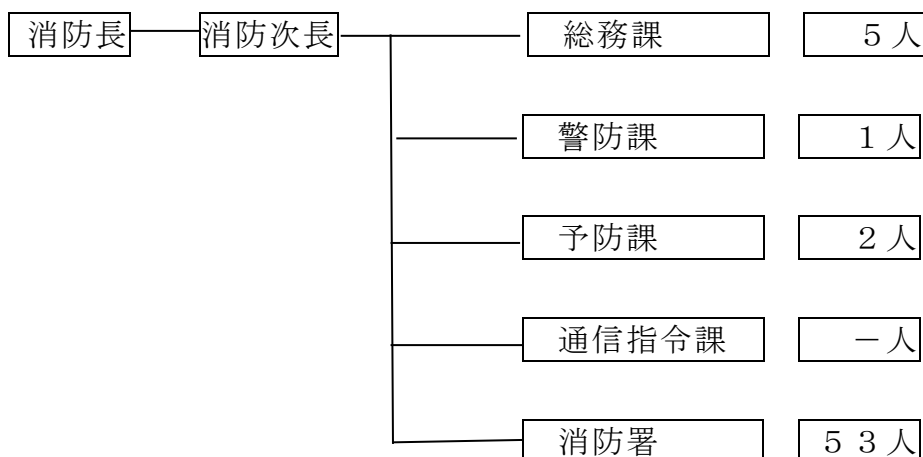 消防長 消防次長 総務課 5人
警防課 1人
予防課 2人
通信指令課 －人
消防署 53人